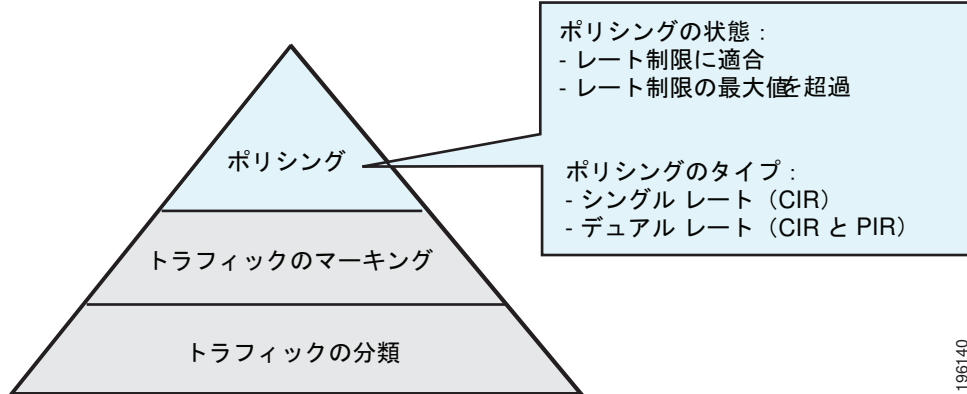 ポリシングの状態：
- レート制限に適合
- レート制限の最大値を超過
ポリシングのタイプ：
- シングル レート（CIR）
- デュアル レート（CIR と PIR）
ポリシング
トラフィックのマーキング
トラフィックの分類
196140